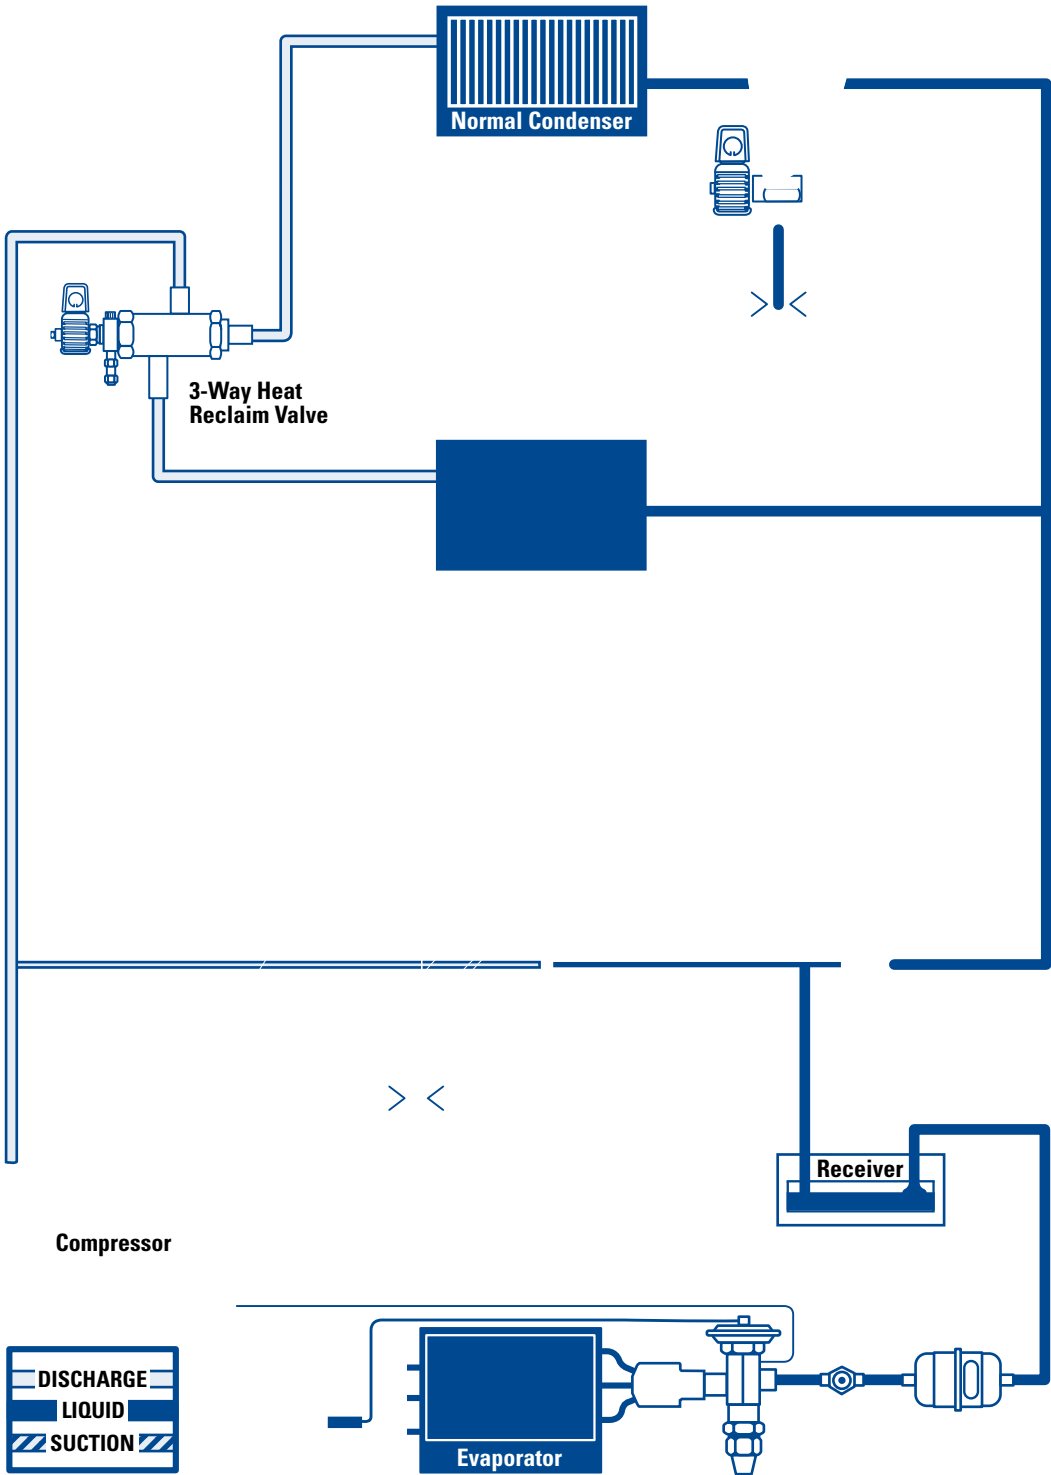 Normal Condenser
3-Way Heat
Reclaim Valve
Receiver
Compressor
DISCHARGE
LIQUID
SUCTION
Evaporator